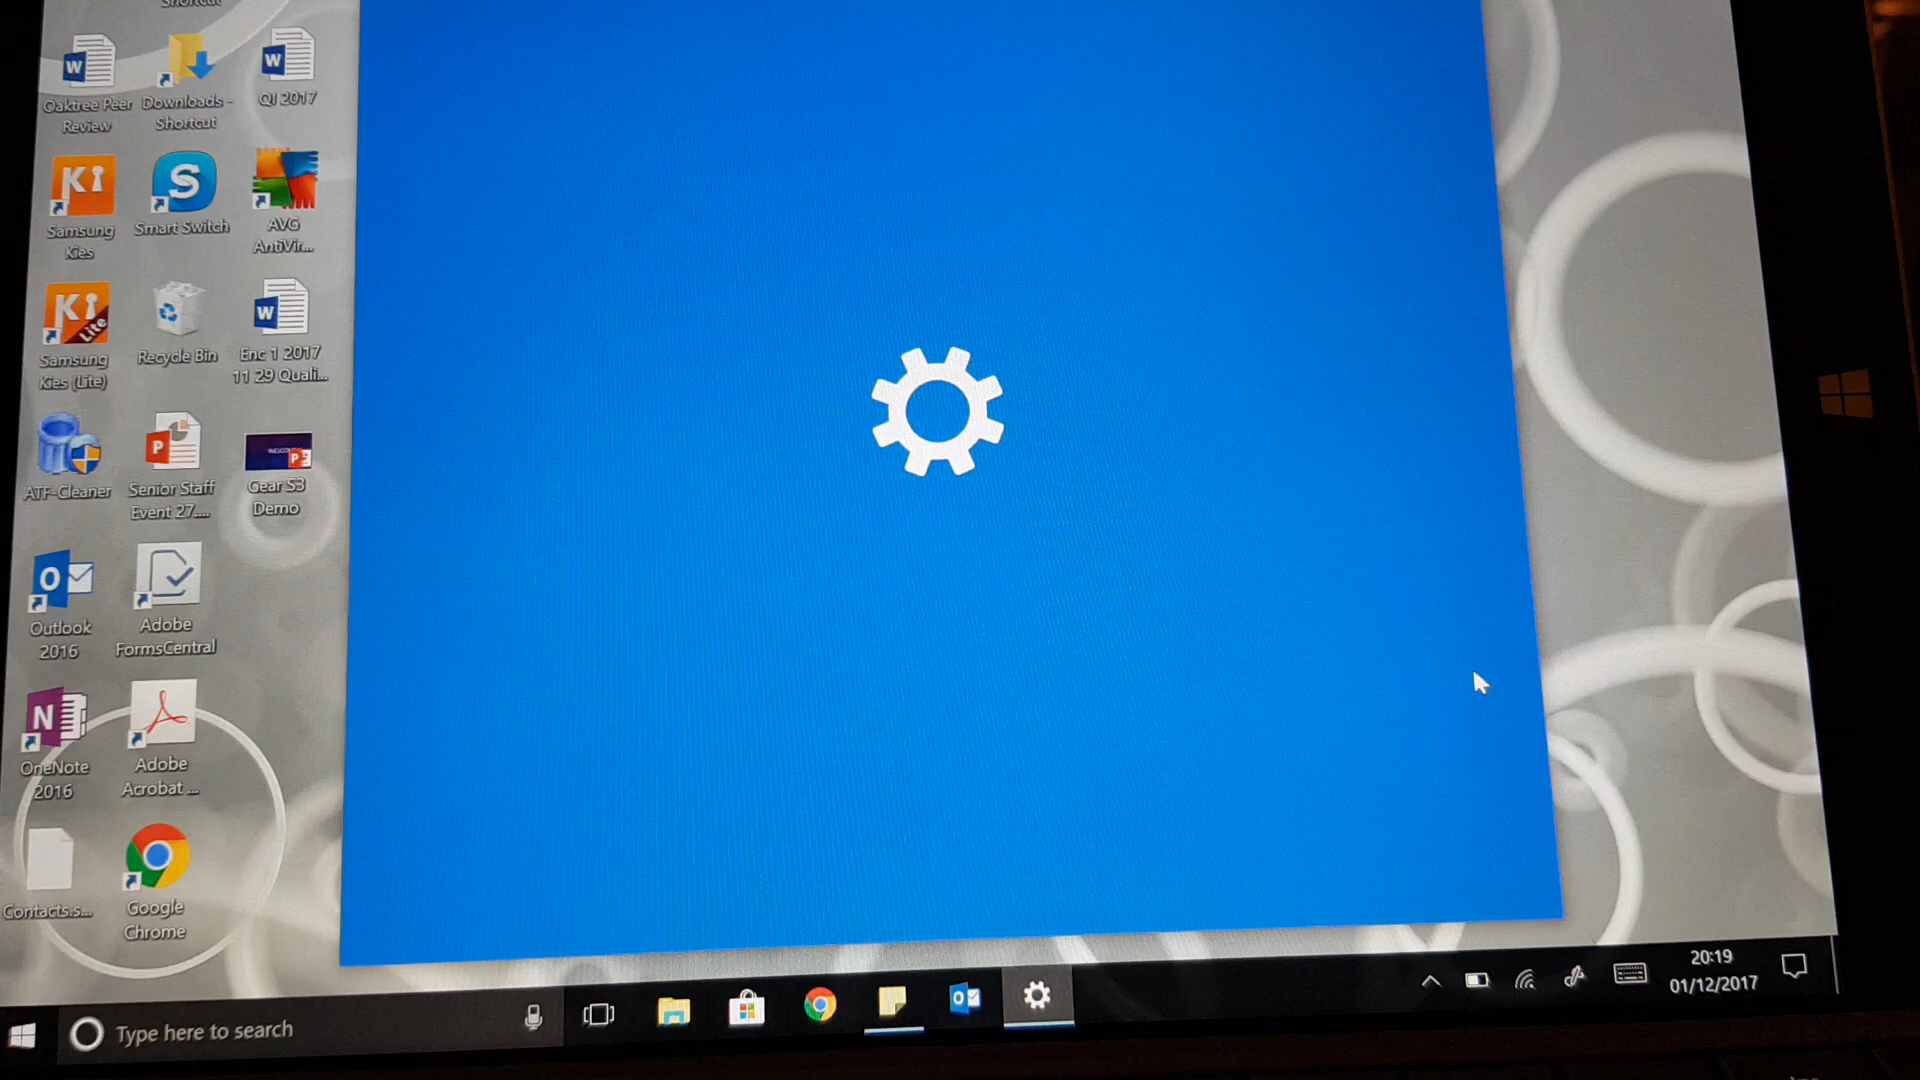 Shortcut
Oaktree Peer
Review
Downloads -
Shortcut
QI 2017
Samsung
Kies
Smart Switch
AVG
AntiVir...
Samsung
Kies (Lite)
Recycle Bin
Enc 1 2017
11 29 Quali...
ATF-Cleaner
Senior Staff
Event 27....
Gear S3
Demo
Outlook
2016
Adobe
FormsCentral
OneNote
2016
Adobe
Acrobat ...
Contacts.s...
Google
Chrome
Type here to search
20:19
01/12/2017